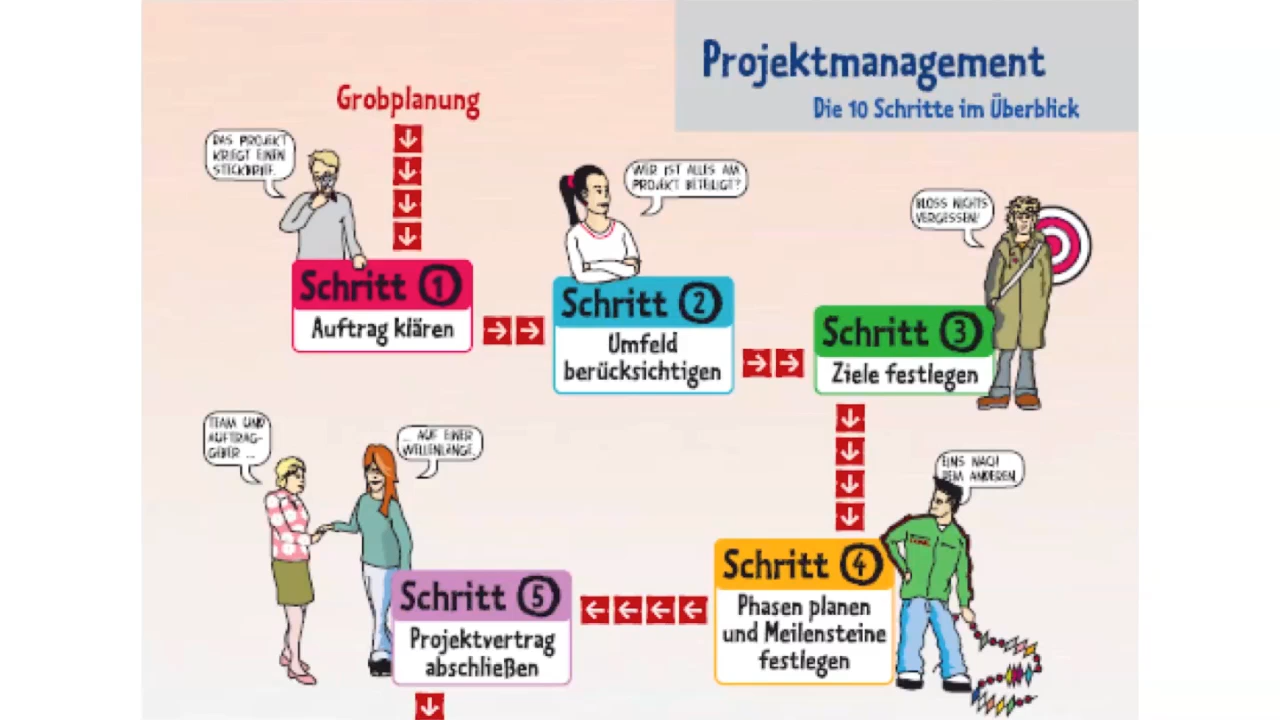 Projektmanagement
Die 10 Schritte im Überblick
Grobplanung
DAS PROJEKT
KRIEGT EINEN
STECKBRIEF.
Schritt 1
Auftrag klären
WER IST ALLES AM
PROJEKT BETEILIGT?
Schritt 2
Umfeld
berücksichtigen
BLOSS NICHTS
VERGESSEN!
Schritt 3
Ziele festlegen
EINS NACH
DEM ANDEREN.
Schritt 4
Phasen planen
und Meilensteine
festlegen
TEAM UND
AUFTRAG-
GEBER ...
... AUF EINER
WELLENLÄNGE.
Schritt 5
Projektvertrag
abschließen